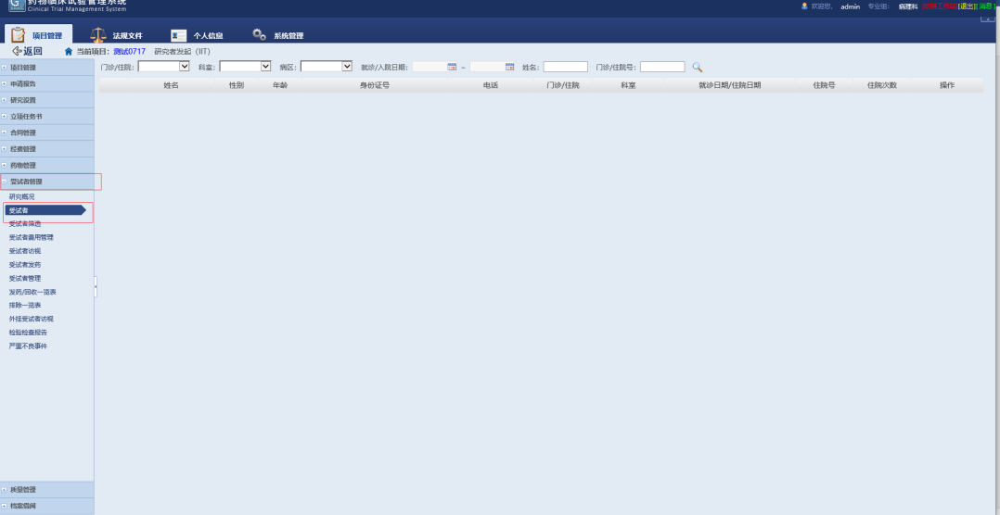 药物临床试验管理系统
Clinical Trial Management System
欢迎您, admin 专业组: 病理科 [退出][消息]
项目管理 法规文件 个人信息 系统管理
返回 当前项目: 测试0717 研究者发起 (IIT)
门诊/住院: 科室: 病区: 就诊/入院日期: ~ 姓名: 门诊/住院号:
姓名 性别 年龄 身份证号 电话 门诊/住院 科室 就诊日期/住院日期 住院号 住院次数 操作
项目管理
申请报告
研究设置
立项任务书
合同管理
经费管理
药物管理
受试者管理
研究概况
受试者
受试者筛选
受试者费用管理
受试者访视
受试者发药
受试者管理
发药/回收一览表
排除一览表
外挂受试者访视
检验检查报告
严重不良事件
质量管理
档案借阅